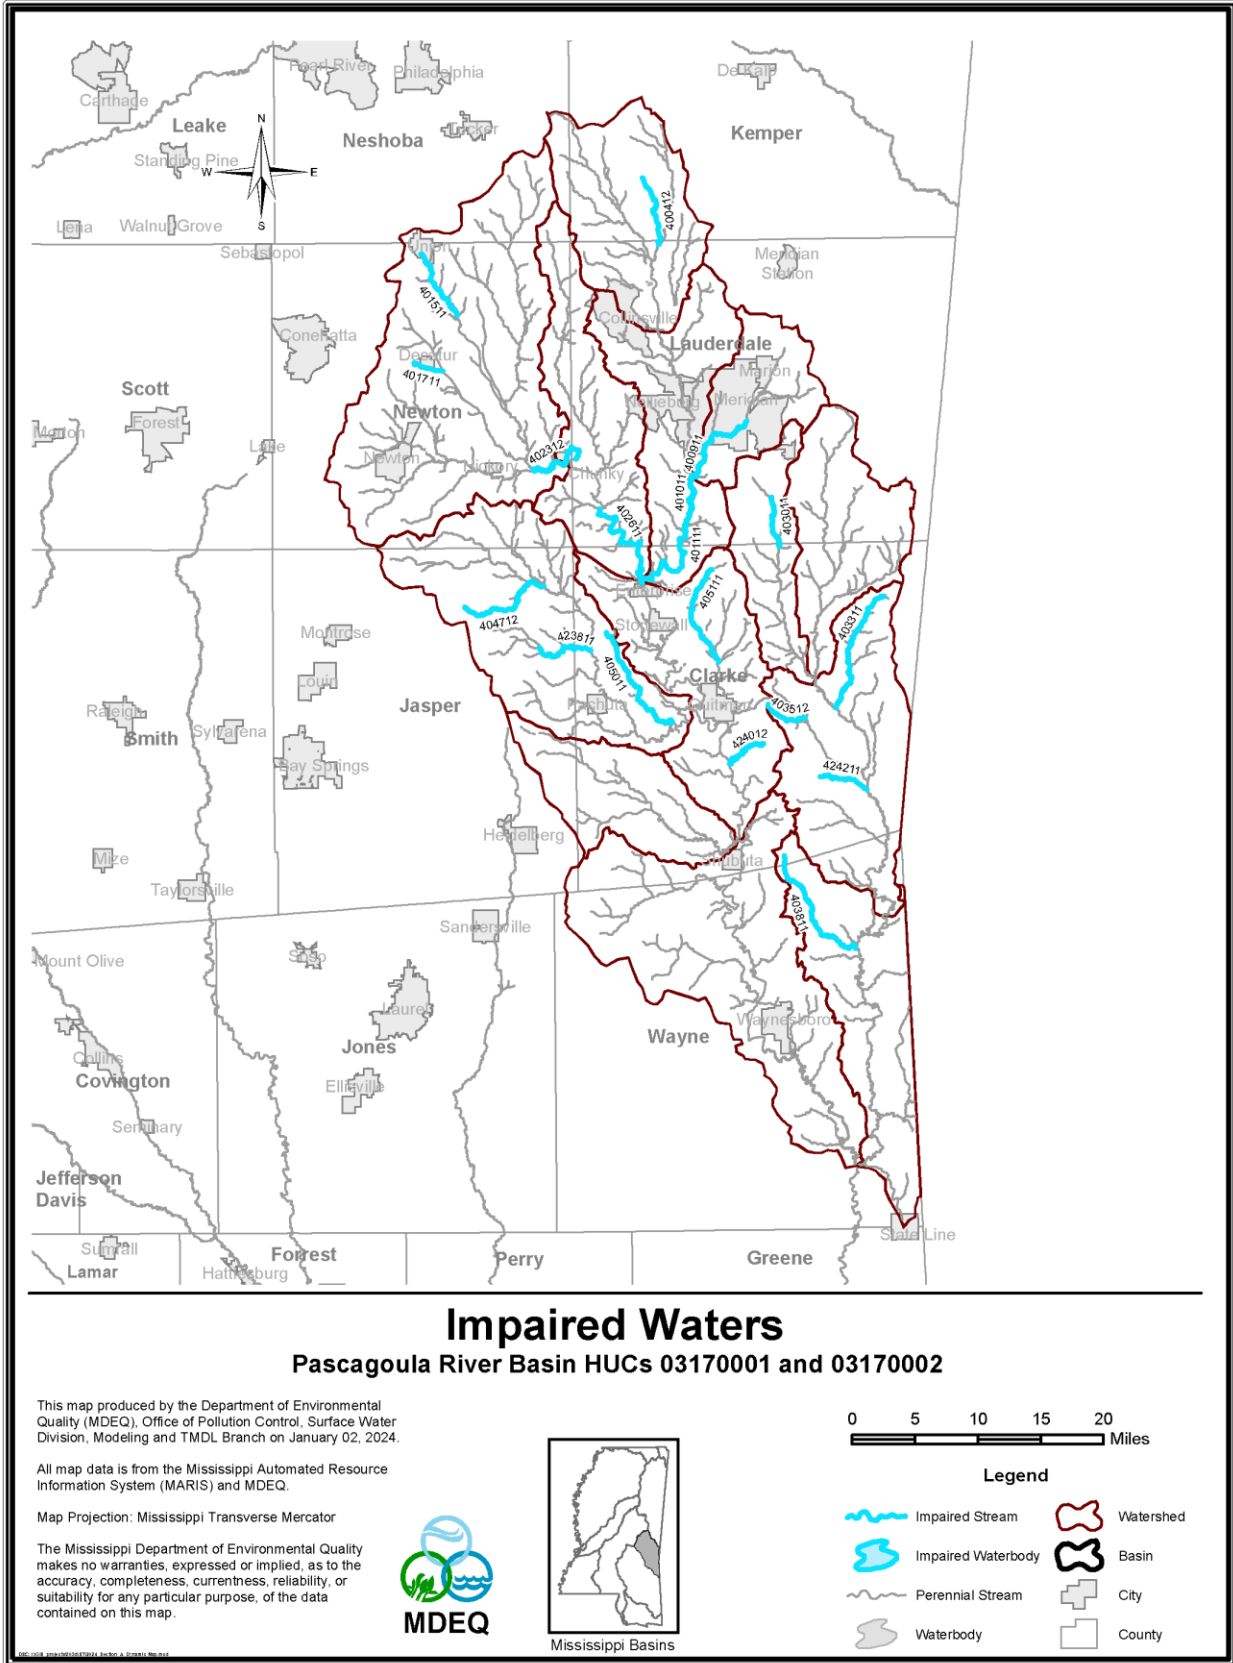 Pearl River
Philadelphia
De Kalb
Carthage
Leake
N
Tucker
Kemper
Neshoba
Standing Pine
W
E
S
400412
Lena
Walnut Grove
Union
Sebastopol
Meridian
Station
401511
Collinsville
Conehatta
Lauderdale
Decatur
Marion
401711
Scott
Newton
Nellieburg
Meridian
Forest
Morton
Lake
402312
400911
Newton
Hickory
Chunky
401011
403011
402611
401111
Enterprise
405111
403311
404712
Stonewall
Montrose
423811
405011
Clarke
Louin
Jasper
Pachuta
Quitman
403512
Raleigh
Smith
Sylvarena
424012
Bay Springs
424211
Heidelberg
Shubuta
Mize
Taylorsville
403811
Sandersville
Mount Olive
Soso
Laurel
Waynesboro
Wayne
Jones
Collins
Covington
Ellisville
Seminary
Jefferson
Davis
State Line
Sumrall
Forrest
Perry
Greene
Lamar
Hattiesburg
Impaired Waters
Pascagoula River Basin HUCs 03170001 and 03170002
This map produced by the Department of Environmental
Quality (MDEQ), Office of Pollution Control, Surface Water
Division, Modeling and TMDL Branch on January 02, 2024.
All map data is from the Mississippi Automated Resource
Information System (MARIS) and MDEQ.
Map Projection: Mississippi Transverse Mercator
The Mississippi Department of Environmental Quality
makes no warranties, expressed or implied, as to the
accuracy, completeness, currentness, reliability, or
suitability for any particular purpose, of the data
contained on this map.
MDEQ
Mississippi Basins
0 5 10 15 20
Miles
Legend
Impaired Stream
Watershed
Impaired Waterbody
Basin
Perennial Stream
City
Waterbody
County